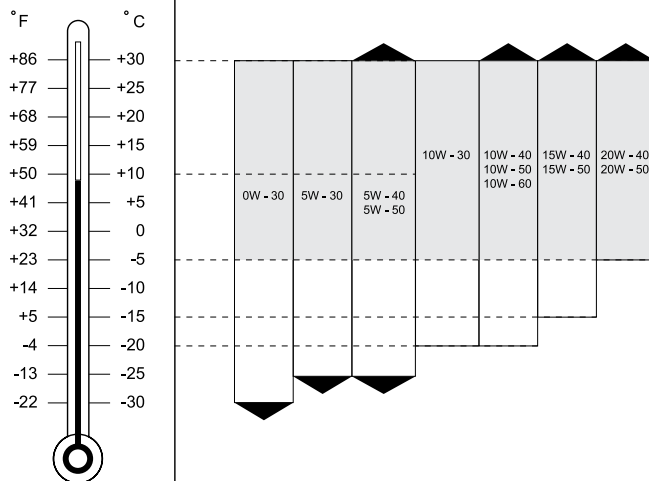 °F °C
+86 +30
+77 +25
+68 +20
+59 +15
+50 +10
+41 +5
+32 0
+23 -5
+14 -10
+5 -15
-4 -20
-13 -25
-22 -30
0W - 30
5W - 30
5W - 40
5W - 50
10W - 30
10W - 40
10W - 50
10W - 60
15W - 40
15W - 50
20W - 40
20W - 50